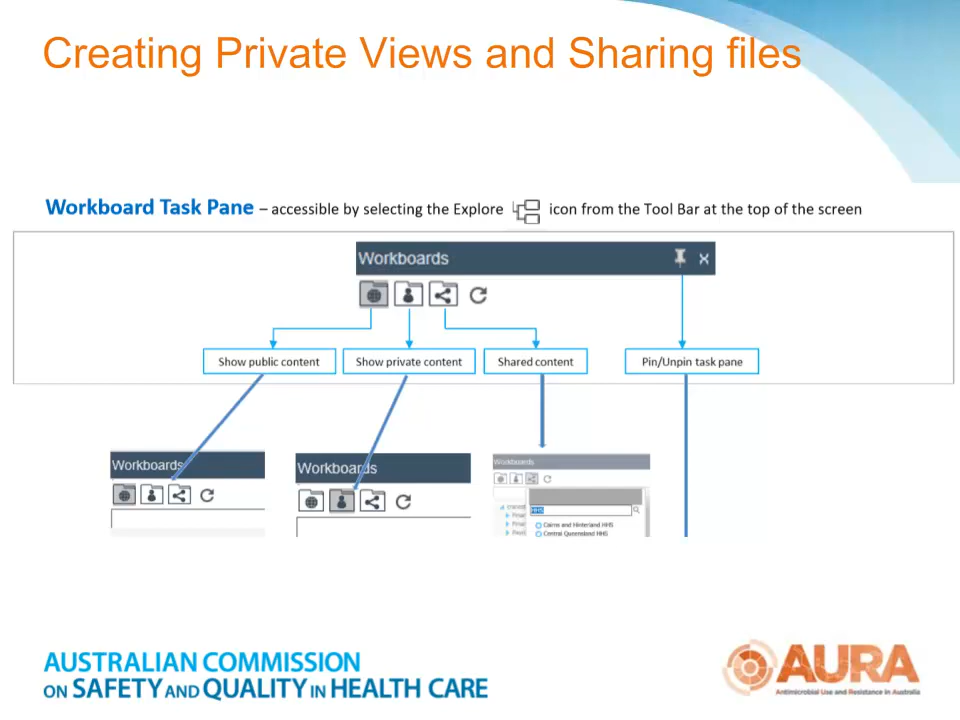 Creating Private Views and Sharing files
Workboard Task Pane – accessible by selecting the Explore icon from the Tool Bar at the top of the screen
Workboards
Show public content
Show private content
Shared content
Pin/Unpin task pane
Workboards
Workboards
Workboards
HHS
Cairns and Hinterland HHS
Central Queensland HHS
AUSTRALIAN COMMISSION
ON SAFETY AND QUALITY IN HEALTH CARE
AURA
Antimicrobial Use and Resistance in Australia